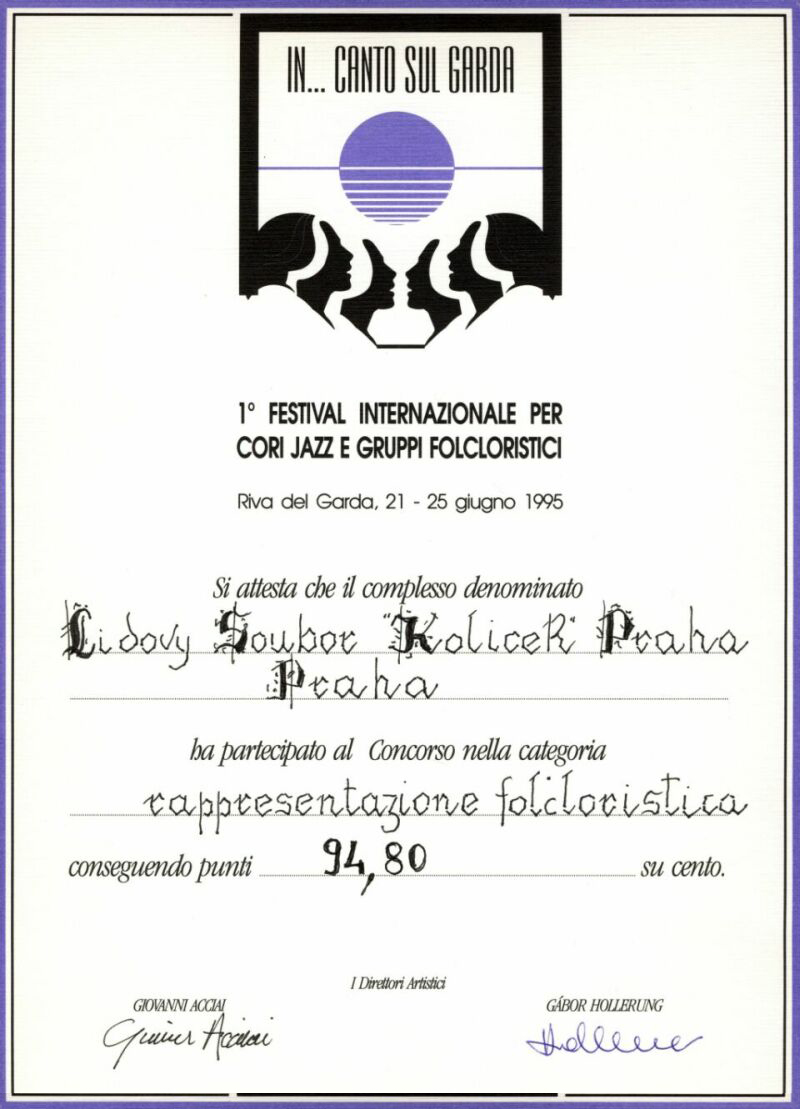 IN... CANTO SUL GARDA
1° FESTIVAL INTERNAZIONALE PER
CORI JAZZ E GRUPPI FOLCLORISTICI
Riva del Garda, 21 - 25 giugno 1995
Si attesta che il complesso denominato
Lidovy Soubor "Kolicek" Praha
Praha
ha partecipato al Concorso nella categoria
rappresentazione folcloristica
conseguendo punti 94,80 su cento.
I Direttori Artistici
GIOVANNI ACCIAI GÁBOR HOLLERUNG